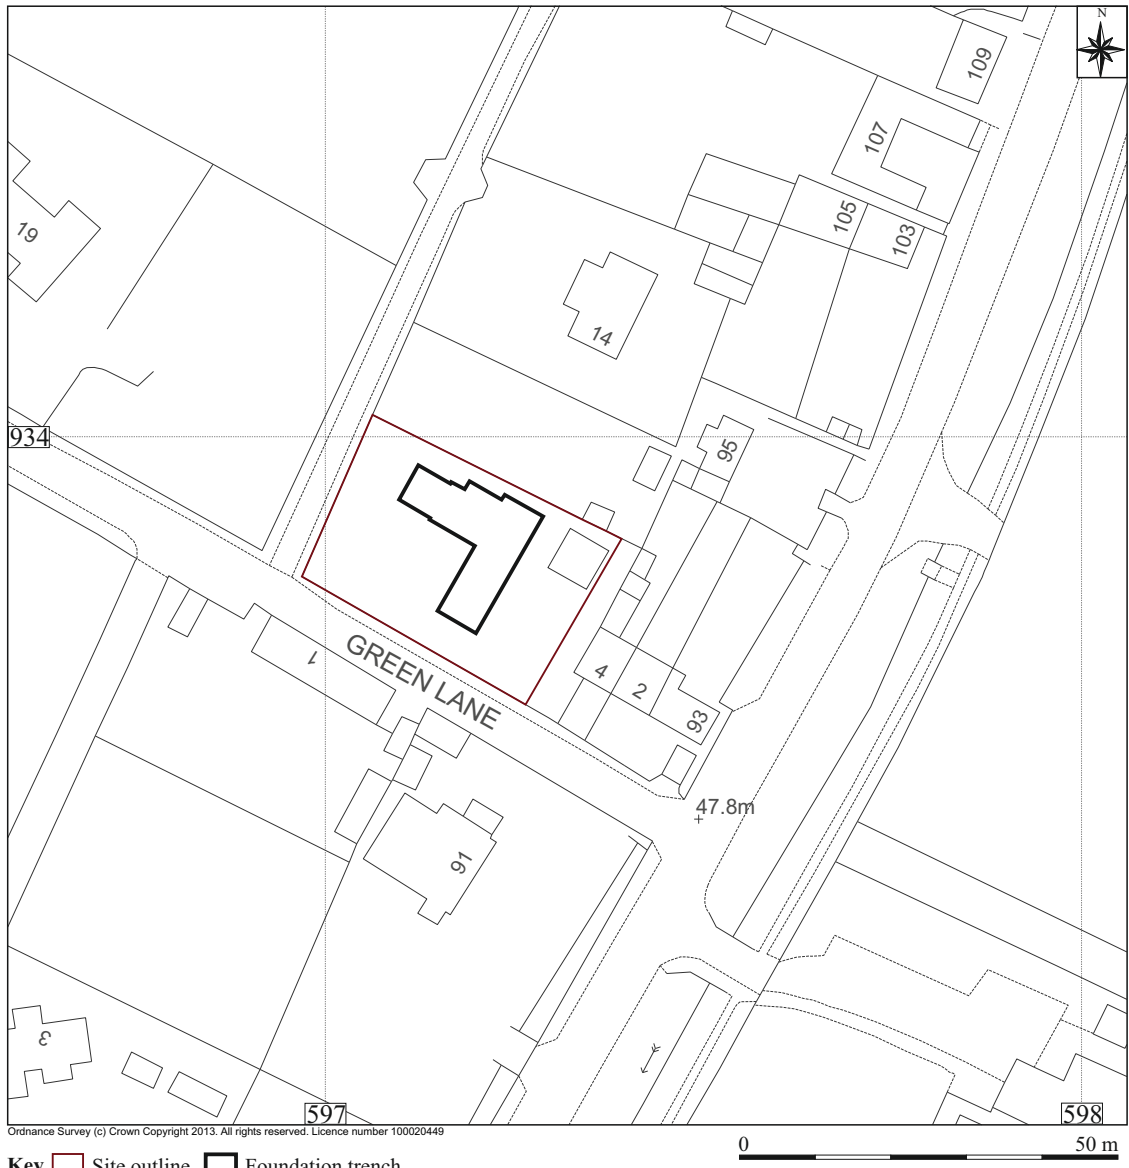 N
109
107
105
103
19
14
934
95
GREEN LANE
1
4
2
93
47.8m
91
3
597
598
Ordnance Survey (c) Crown Copyright 2013. All rights reserved. Licence number 100020449
0 50 m
Key Site outline Foundation trench